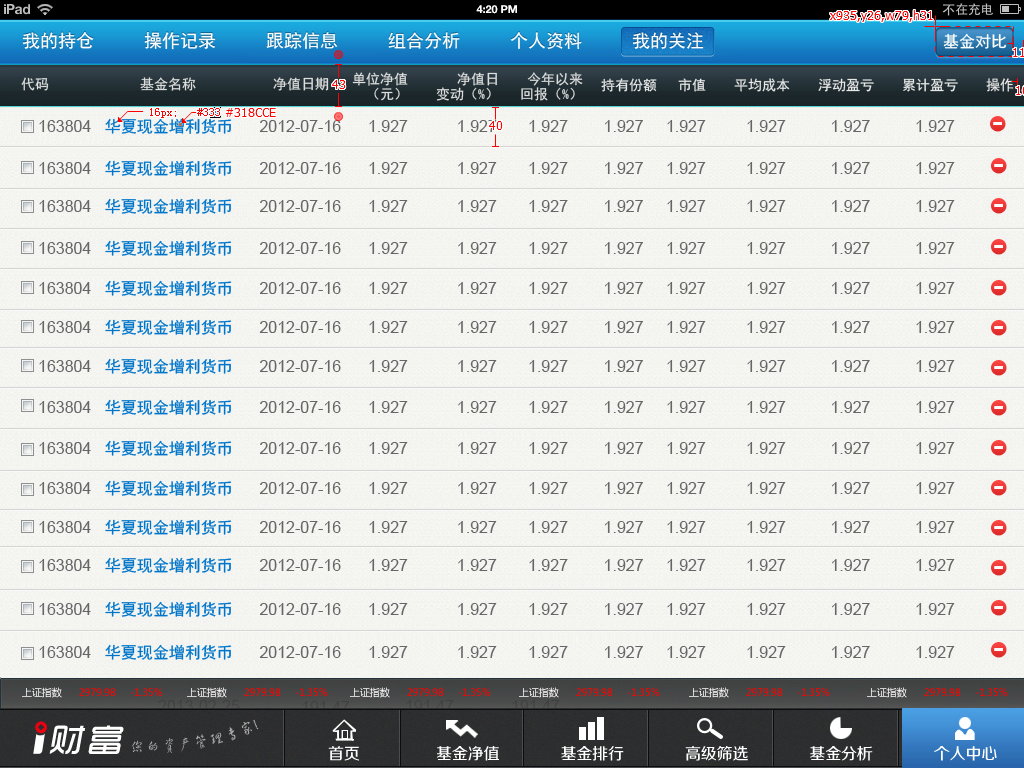 iPad 4:20 PM 不在充电
x935,y26,w79,h31
我的持仓 操作记录 跟踪信息 组合分析 个人资料 我的关注 基金对比
代码 基金名称 净值日期 43 单位净值（元） 净值日变动（%） 今年以来回报（%） 持有份额 市值 平均成本 浮动盈亏 累计盈亏 操作
16px; #333 #318CCE
163804 华夏现金增利货币 2012-07-16 1.927 1.927 1.927 1.927 1.927 1.927 1.927 1.927
40
163804 华夏现金增利货币 2012-07-16 1.927 1.927 1.927 1.927 1.927 1.927 1.927 1.927
163804 华夏现金增利货币 2012-07-16 1.927 1.927 1.927 1.927 1.927 1.927 1.927 1.927
163804 华夏现金增利货币 2012-07-16 1.927 1.927 1.927 1.927 1.927 1.927 1.927 1.927
163804 华夏现金增利货币 2012-07-16 1.927 1.927 1.927 1.927 1.927 1.927 1.927 1.927
163804 华夏现金增利货币 2012-07-16 1.927 1.927 1.927 1.927 1.927 1.927 1.927 1.927
163804 华夏现金增利货币 2012-07-16 1.927 1.927 1.927 1.927 1.927 1.927 1.927 1.927
163804 华夏现金增利货币 2012-07-16 1.927 1.927 1.927 1.927 1.927 1.927 1.927 1.927
163804 华夏现金增利货币 2012-07-16 1.927 1.927 1.927 1.927 1.927 1.927 1.927 1.927
163804 华夏现金增利货币 2012-07-16 1.927 1.927 1.927 1.927 1.927 1.927 1.927 1.927
163804 华夏现金增利货币 2012-07-16 1.927 1.927 1.927 1.927 1.927 1.927 1.927 1.927
163804 华夏现金增利货币 2012-07-16 1.927 1.927 1.927 1.927 1.927 1.927 1.927 1.927
163804 华夏现金增利货币 2012-07-16 1.927 1.927 1.927 1.927 1.927 1.927 1.927 1.927
163804 华夏现金增利货币 2012-07-16 1.927 1.927 1.927 1.927 1.927 1.927 1.927 1.927
上证指数 上证指数 上证指数 上证指数 上证指数 上证指数
i财富 你的资产管理专家！ 首页 基金净值 基金排行 高级筛选 基金分析 个人中心